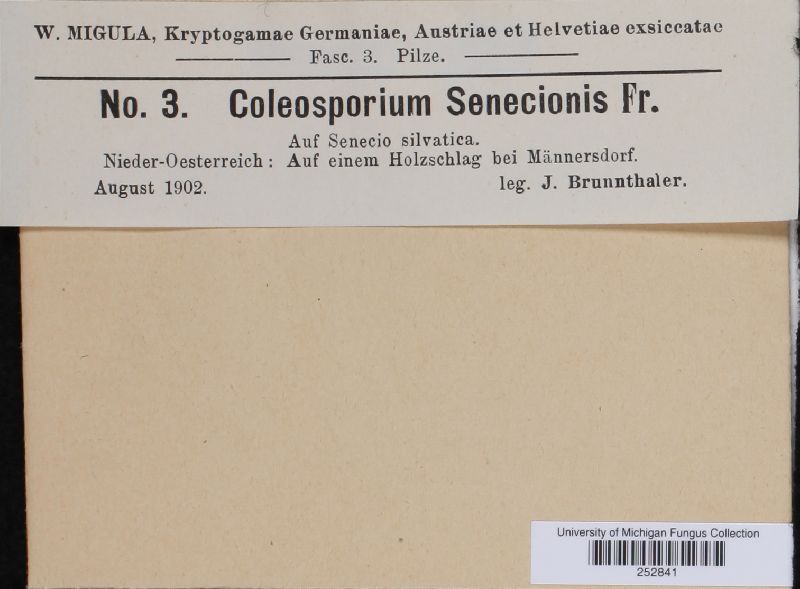 W. MIGULA, Kryptogamae Germaniae, Austriae et Helvetiae exsiccatae
Fasc. 3. Pilze.
No. 3. Coleosporium Senecionis Fr.
Auf Senecio silvatica.
Nieder-Oesterreich: Auf einem Holzschlag bei Männersdorf.
August 1902. leg. J. Brunnthaler.
University of Michigan Fungus Collection
252841